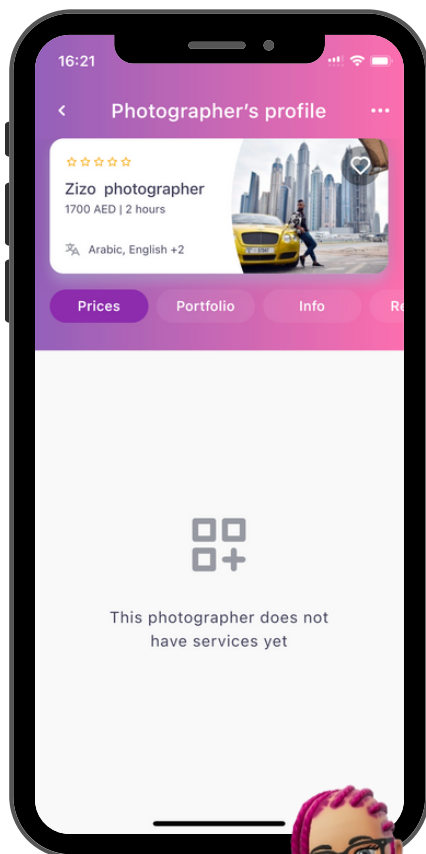 16:21
Photographer's profile
Zizo photographer
1700 AED | 2 hours
Arabic, English +2
Prices
Portfolio
Info
Re
This photographer does not
have services yet